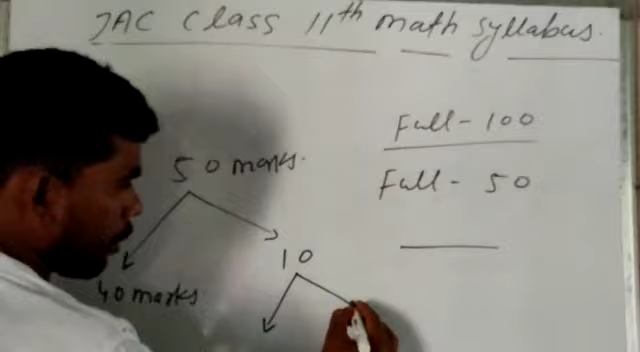 JAC Class 11th math syllabus.
Full - 100
Full - 50
50 marks.
10
40 marks